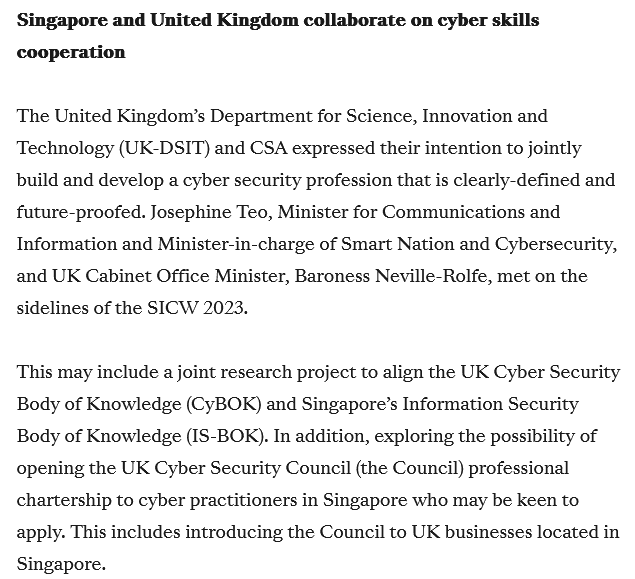 Singapore and United Kingdom collaborate on cyber skills
cooperation
The United Kingdom’s Department for Science, Innovation and
Technology (UK-DSIT) and CSA expressed their intention to jointly
build and develop a cyber security profession that is clearly-defined and
future-proofed. Josephine Teo, Minister for Communications and
Information and Minister-in-charge of Smart Nation and Cybersecurity,
and UK Cabinet Office Minister, Baroness Neville-Rolfe, met on the
sidelines of the SICW 2023.
This may include a joint research project to align the UK Cyber Security
Body of Knowledge (CyBOK) and Singapore’s Information Security
Body of Knowledge (IS-BOK). In addition, exploring the possibility of
opening the UK Cyber Security Council (the Council) professional
chartership to cyber practitioners in Singapore who may be keen to
apply. This includes introducing the Council to UK businesses located in
Singapore.